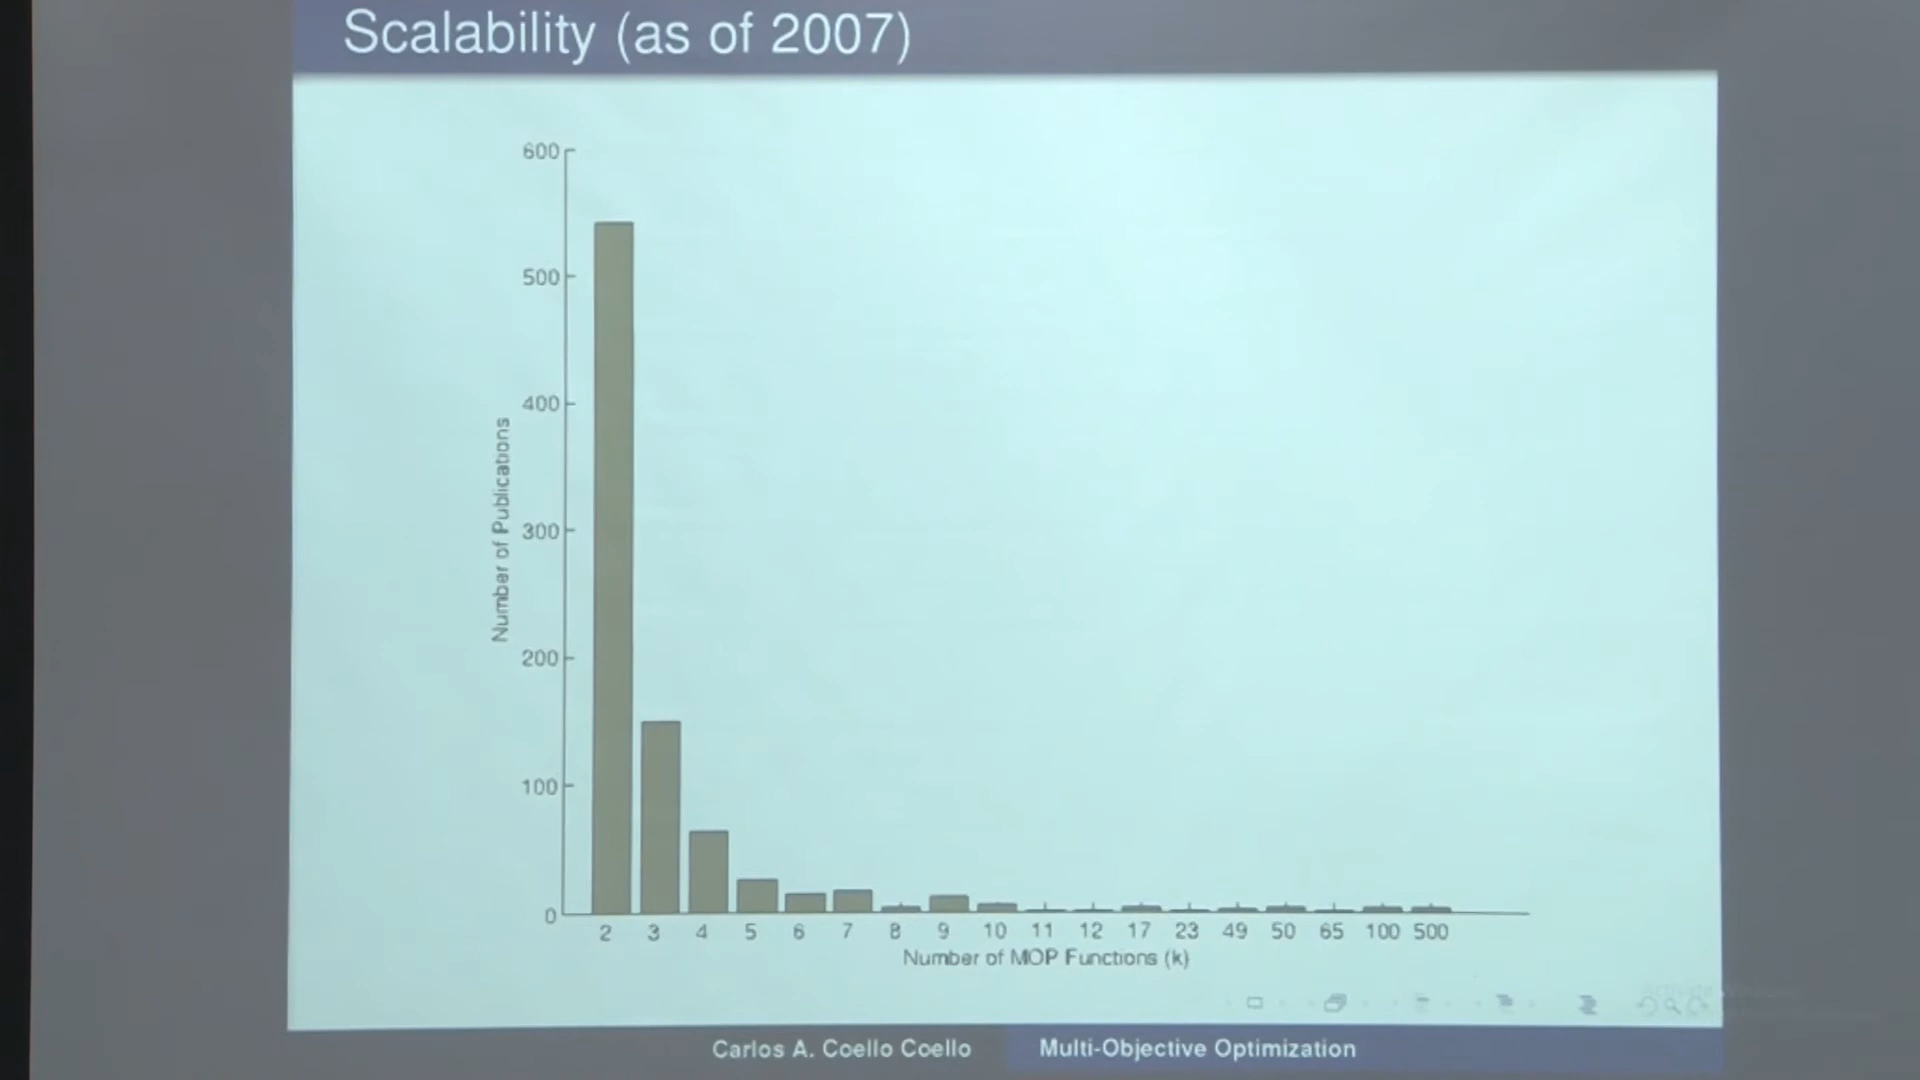 Scalability (as of 2007)
600
500
400
300
200
100
0
Number of Publications
2 3 4 5 6 7 8 9 10 11 12 17 23 49 50 65 100 500
Number of MOP Functions (k)
Carlos A. Coello Coello Multi-Objective Optimization